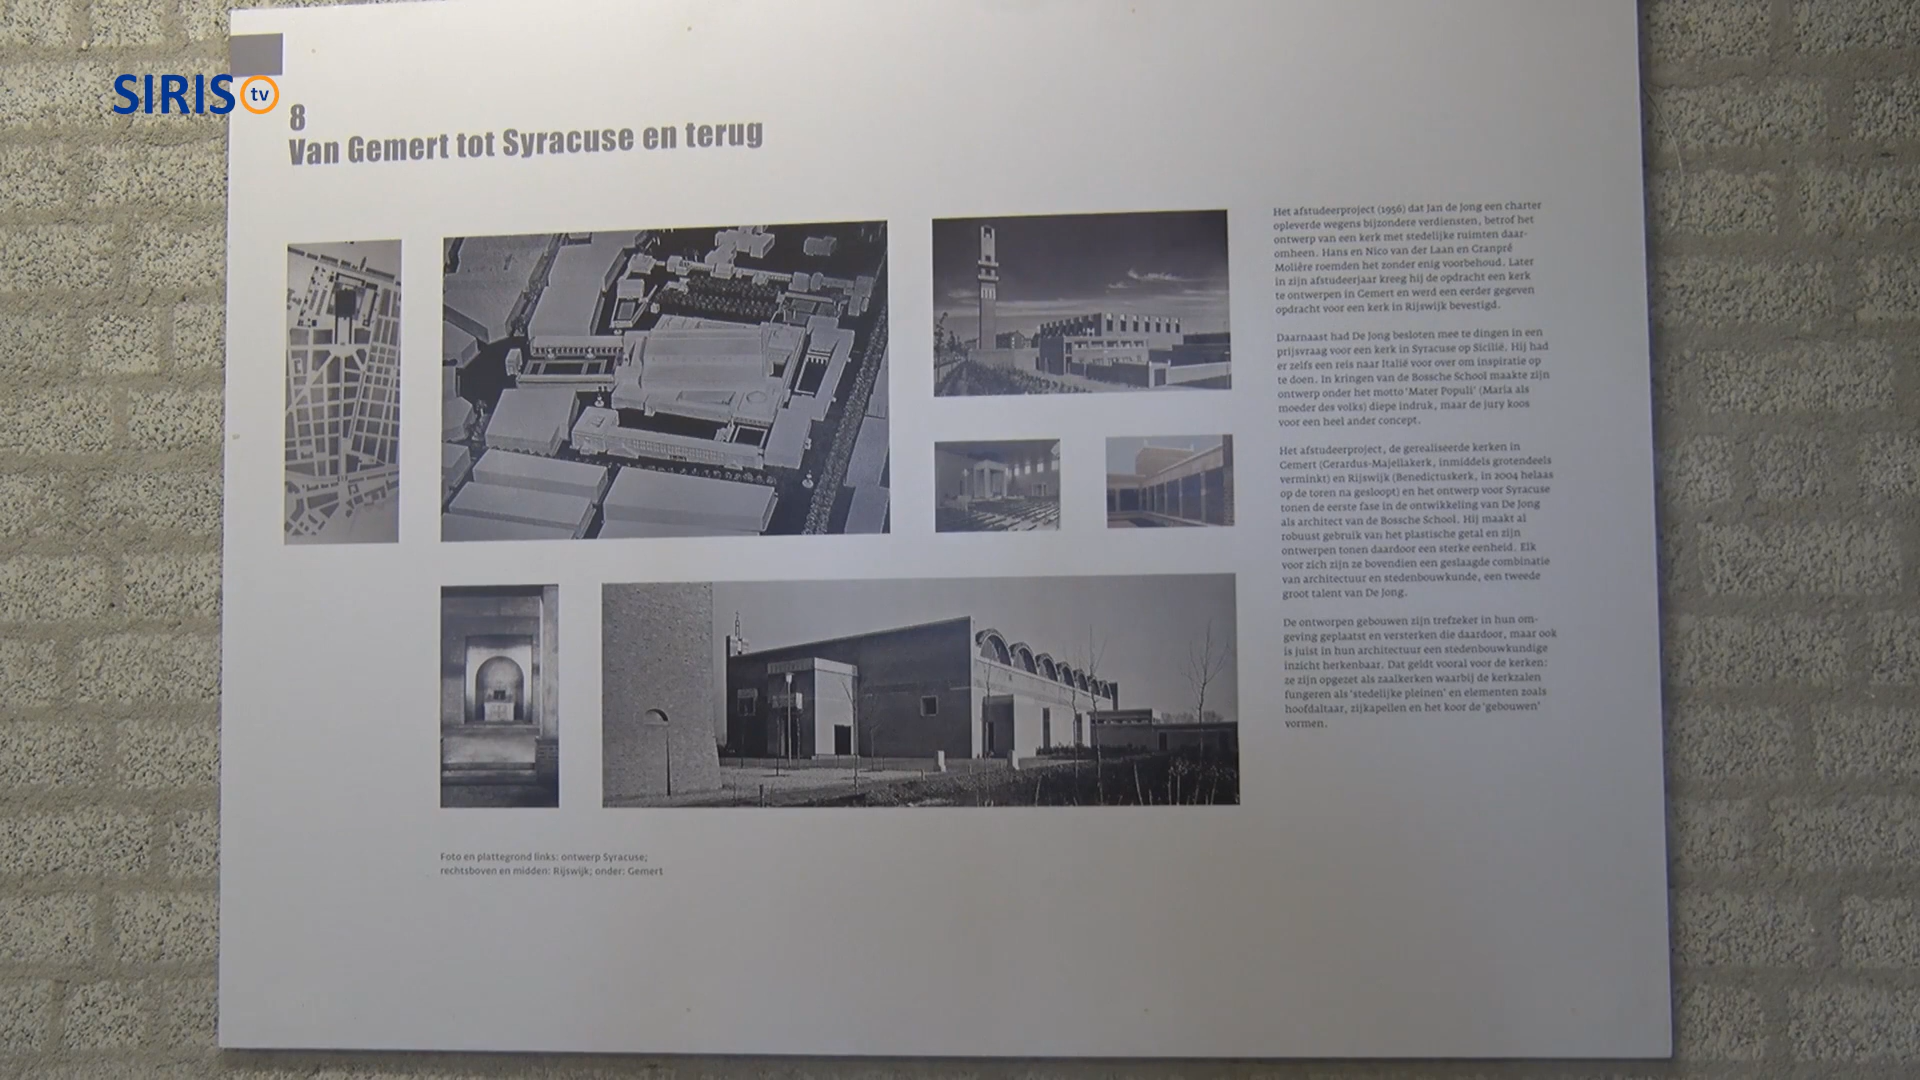 SIRIS tv
8
Van Gemert tot Syracuse en terug
Het afstudeerproject (1956) dat Jan de Jong een charter
opleverde wegens bijzondere verdiensten, betrof het
ontwerp van een kerk met stedelijke ruimten daar-
omheen. Hans en Nico van der Laan en Granpré
Molière roemden het zonder enig voorbehoud. Later
in zijn afstudeerjaar kreeg hij de opdracht een kerk
te ontwerpen in Gemert en werd een eerder gegeven
opdracht voor een kerk in Rijswijk bevestigd.
Daarnaast had De Jong besloten mee te dingen in een
prijsvraag voor een kerk in Syracuse op Sicilië. Hij had
er zelfs een reis naar Italië voor over om inspiratie op
te doen. In kringen van de Bossche School maakte zijn
ontwerp onder het motto 'Mater Populi' (Maria als
moeder des volks) diepe indruk, maar de jury koos
voor een heel ander concept.
Het afstudeerproject, de gerealiseerde kerken in
Gemert (Gerardus-Majellakerk, inmiddels grotendeels
verminkt) en Rijswijk (Benedictuskerk, in 2004 helaas
op de toren na gesloopt) en het ontwerp voor Syracuse
tonen de eerste fase in de ontwikkeling van De Jong
als architect van de Bossche School. Hij maakt al
robuust gebruik van het plastische getal en zijn
ontwerpen tonen daardoor een sterke eenheid. Elk
voor zich zijn ze bovendien een geslaagde combinatie
van architectuur en stedenbouwkunde, een tweede
groot talent van De Jong.
De ontworpen gebouwen zijn trefzeker in hun om-
geving geplaatst en versterken die daardoor, maar ook
is juist in hun architectuur een stedenbouwkundige
inzicht herkenbaar. Dat geldt vooral voor de kerken:
ze zijn opgezet als zaalkerken waarbij de kerkzalen
fungeren als 'stedelijke pleinen' en elementen zoals
hoofdaltaar, zijkapellen en het koor de 'gebouwen'
vormen.
Foto en plattegrond links: ontwerp Syracuse;
rechtsboven en midden: Rijswijk; onder: Gemert